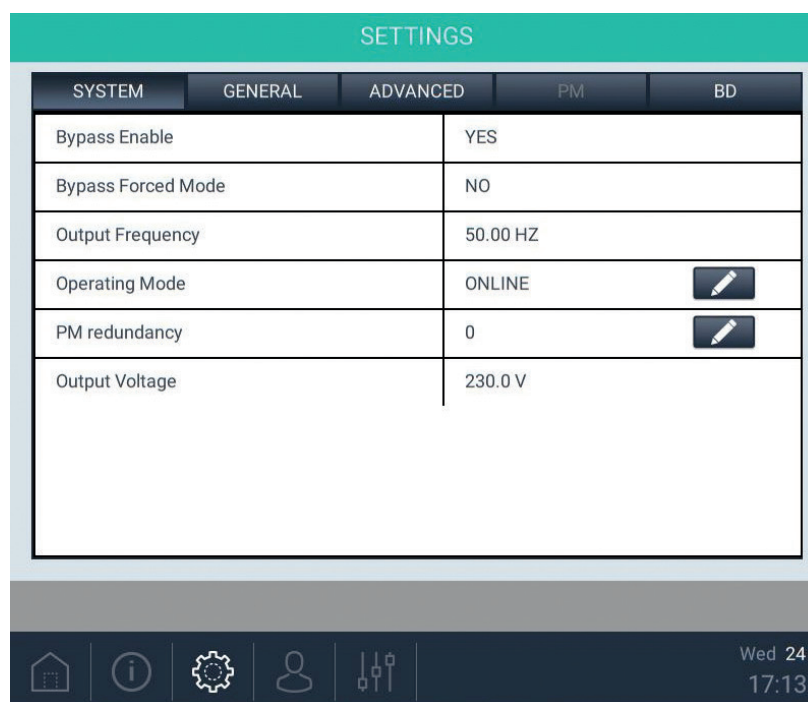 SETTINGS
SYSTEM GENERAL ADVANCED PM BD
Bypass Enable YES
Bypass Forced Mode NO
Output Frequency 50.00 HZ
Operating Mode ONLINE
PM redundancy 0
Output Voltage 230.0 V
Wed 24
17:13